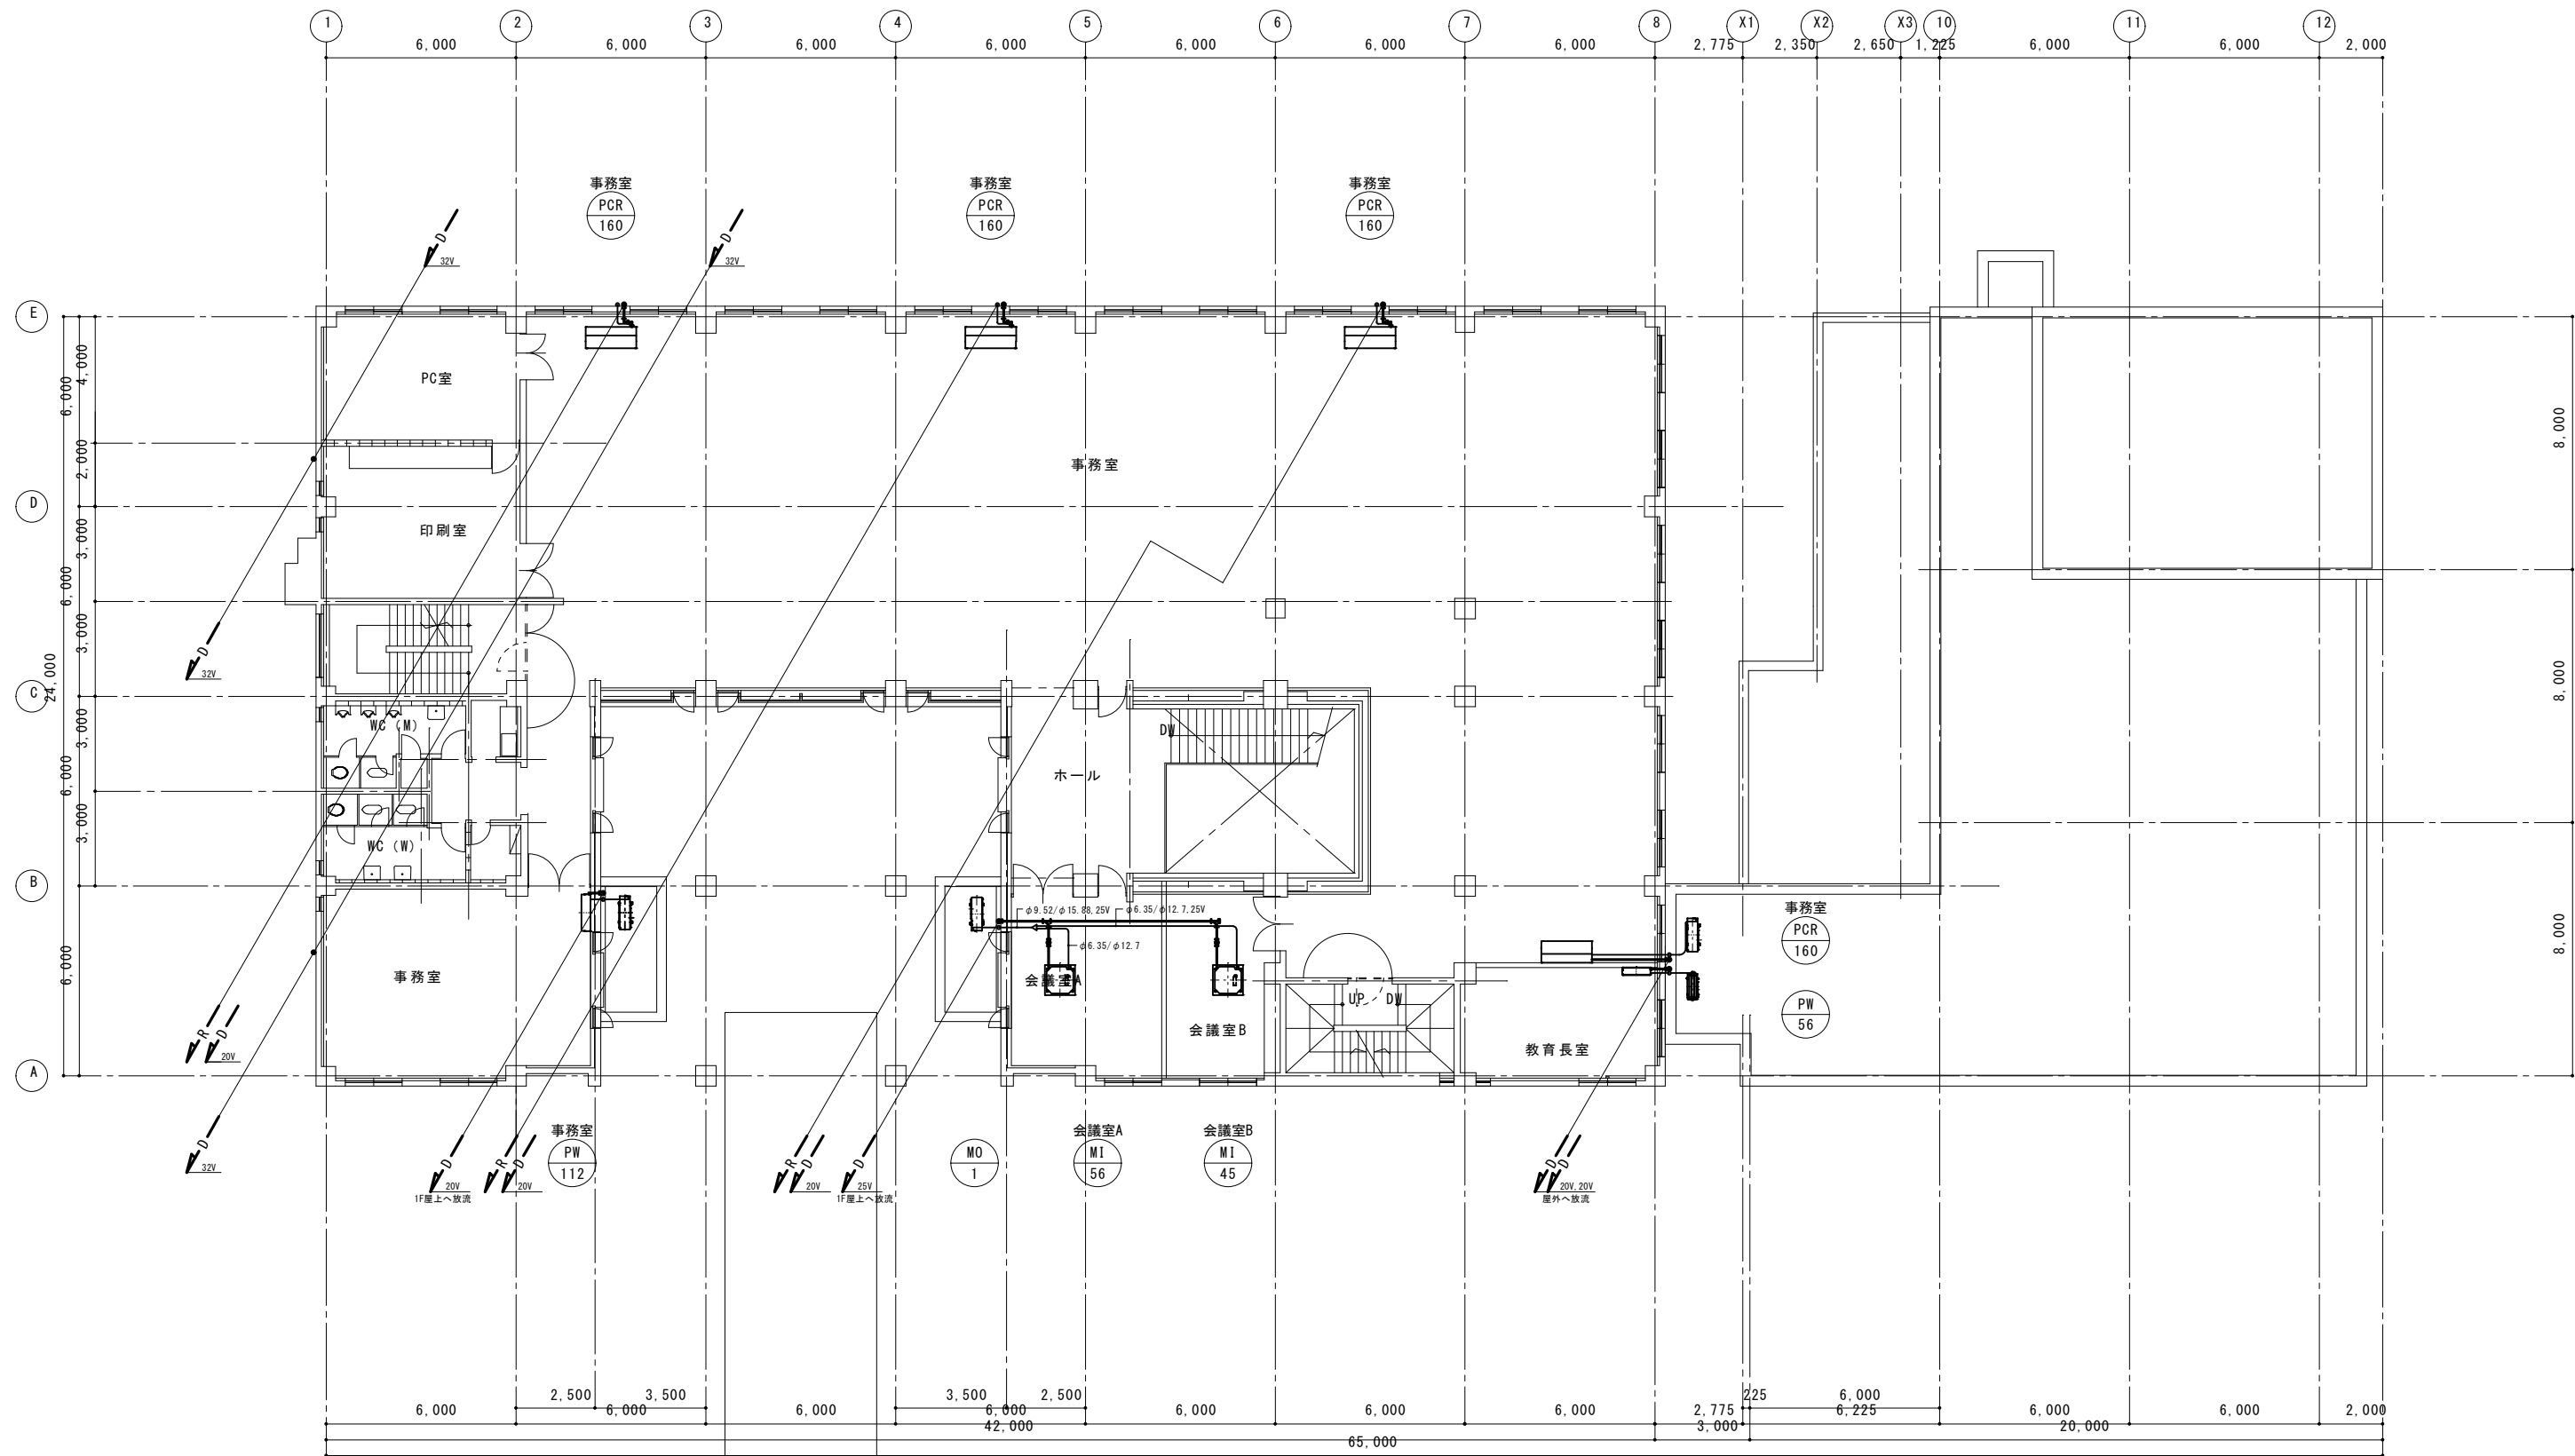 1 2 3 4 5 6 7 8 X1 X2 X3 10 11 12
6,000 6,000 6,000 6,000 6,000 6,000 6,000 2,775 2,350 2,650 1,225 6,000 6,000 2,000
事務室 事務室 事務室
PCR PCR PCR
160 160 160
D D
32V 32V
E
4,000
6,000
PC室
8,000
2,000
事務室
D
印刷室
3,000
6,000
3,000
D
32V
24,000
C
8,000
WC (M)
DW
3,000
ホール
6,000
3,000
WC (W)
B
φ9.52/φ15.88,25V φ6.35/φ12.7,25V
事務室
PCR
160
φ6.35/φ12.7
8,000
6,000
事務室
会議室A
UP DW
PW
56
会議室B
教育長室
R D
20V
A
D
32V
事務室
PW
112
MO
1
会議室A
MI
56
会議室B
MI
45
D
20V
1F屋上へ放流
R D
20V
R D
20V
D
25V
1F屋上へ放流
D D
20V,20V
屋外へ放流
2,500 3,500 3,500 2,500 225 6,000
6,000 6,000 6,000 6,000 6,000 6,000 6,000 2,775 6,225 6,000 6,000 2,000
42,000 3,000 20,000
65,000